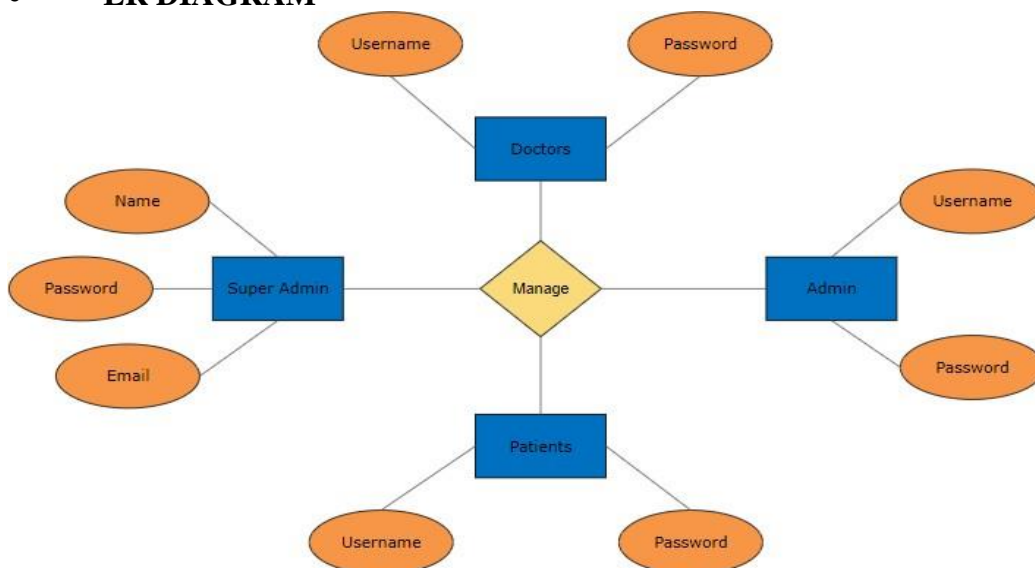 ER DIAGRAM
Username
Password
Doctors
Name
Username
Password
Super Admin
Manage
Admin
Email
Password
Patients
Username
Password